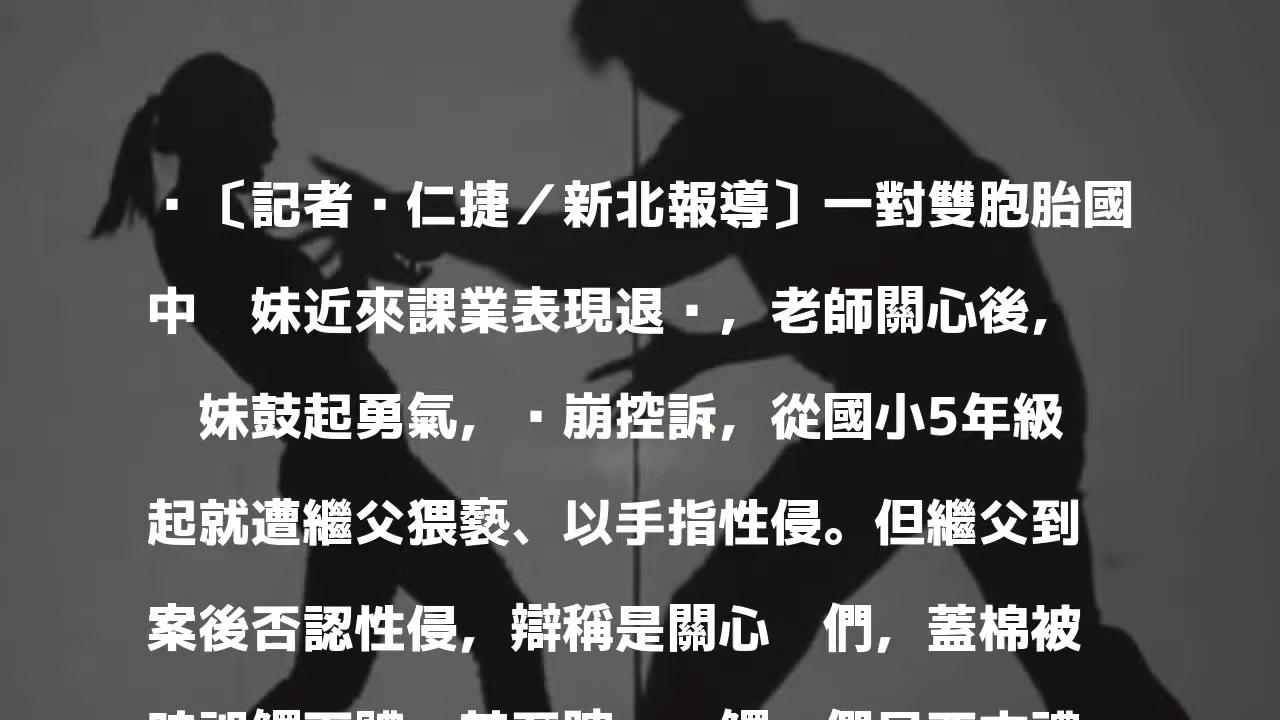 ▪〔記者▪仁捷／新北報導〕一對雙胞胎國
中　妹近來課業表現退▪，老師關心後，
　妹鼓起勇氣，▪崩控訴，從國小5年級
起就遭繼父猥褻、以手指性侵。但繼父到
案後否認性侵，辯稱是關心　們，蓋棉被